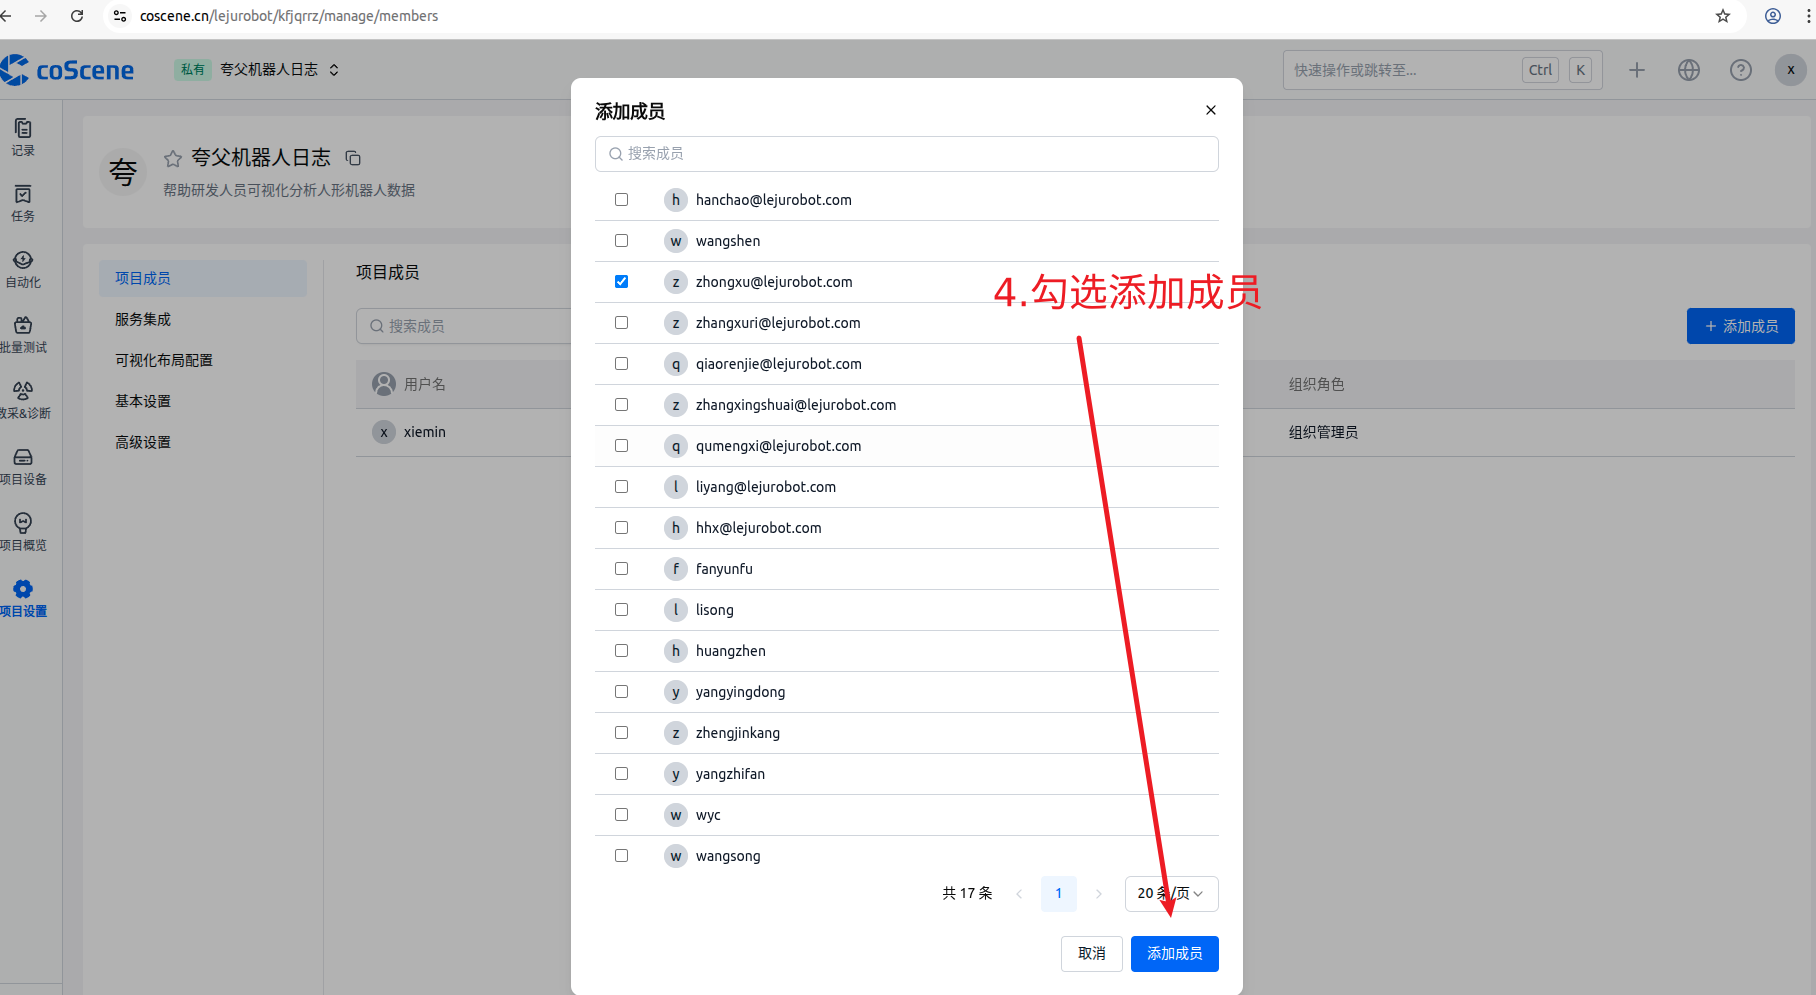 coscene.cn/lejurobot/kfjqrrz/manage/members
coScene
私有
夸父机器人日志
快速操作或跳转至...
Ctrl
K
x
记录
任务
自动化
批量测试
数采&诊断
项目设备
项目概览
项目设置
夸
夸父机器人日志
帮助研发人员可视化分析人形机器人数据
项目成员
服务集成
可视化布局配置
基本设置
高级设置
项目成员
搜索成员
+ 添加成员
用户名
组织角色
x xiemin
组织管理员
添加成员
搜索成员
h hanchao@lejurobot.com
w wangshen
z zhongxu@lejurobot.com
4.勾选添加成员
z zhangxuri@lejurobot.com
q qiaorenjie@lejurobot.com
z zhangxingshuai@lejurobot.com
q qumengxi@lejurobot.com
l liyang@lejurobot.com
h hhx@lejurobot.com
f fanyunfu
l lisong
h huangzhen
y yangyingdong
z zhengjinkang
y yangzhifan
w wyc
w wangsong
共 17 条
1
20 条/页
取消
添加成员